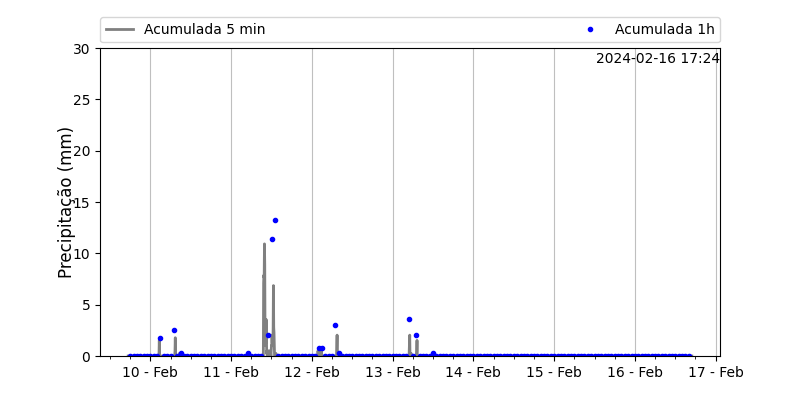 Acumulada 5 min
Acumulada 1h
2024-02-16 17:24
Precipitação (mm)
30
25
20
15
10
5
0
10 - Feb
11 - Feb
12 - Feb
13 - Feb
14 - Feb
15 - Feb
16 - Feb
17 - Feb